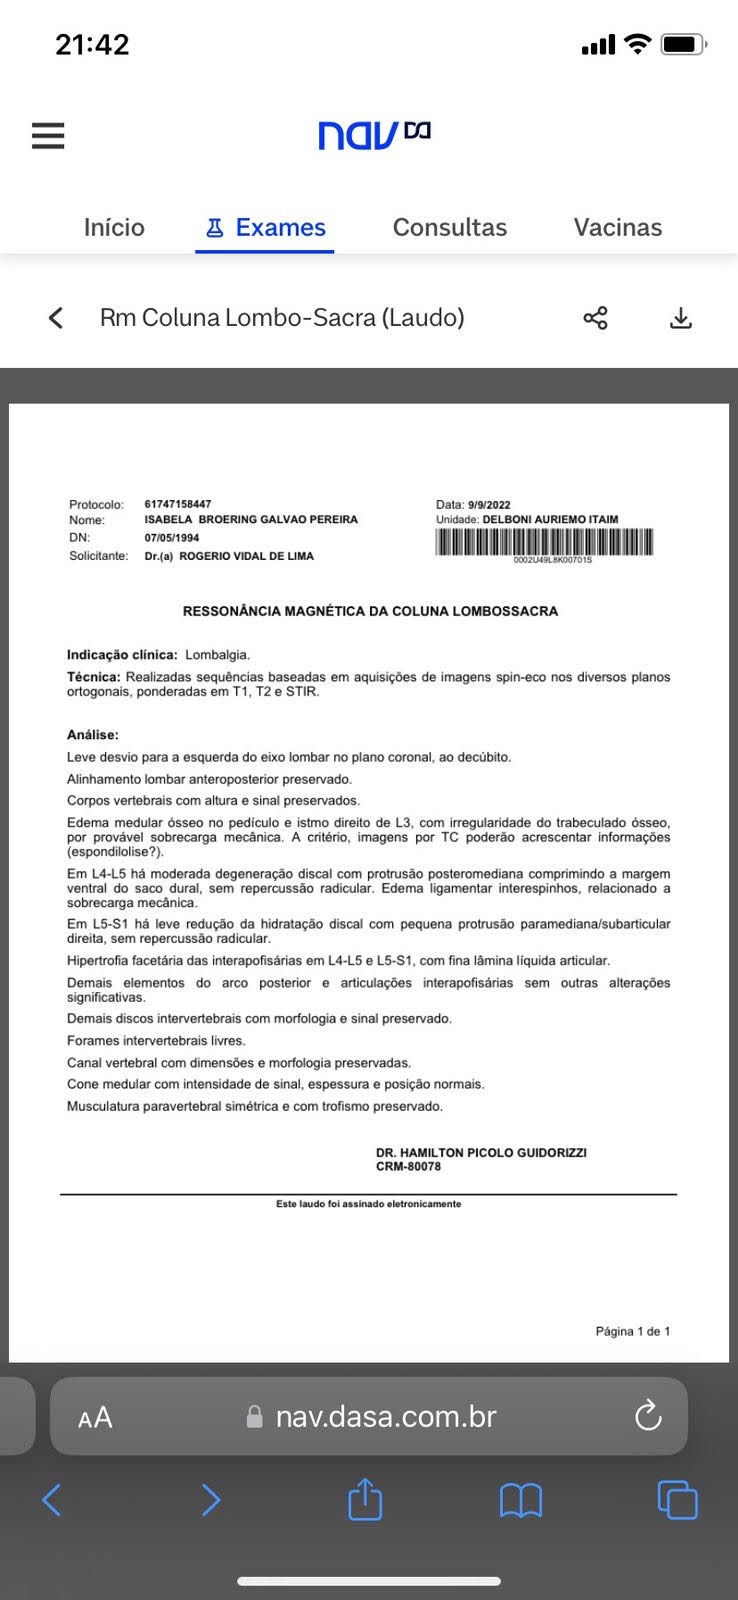 21:42
nav
Início
Exames
Consultas
Vacinas
Rm Coluna Lombo-Sacra (Laudo)
Protocolo: 61747158447
Nome: ISABELA BROERING GALVAO PEREIRA
DN: 07/05/1994
Solicitante: Dr.(a) ROGERIO VIDAL DE LIMA
Data: 9/9/2022
Unidade: DELBONI AURIEMO ITAIM
0002U49L8K00701S
RESSONÂNCIA MAGNÉTICA DA COLUNA LOMBOSSACRA
Indicação clínica: Lombalgia.
Técnica: Realizadas sequências baseadas em aquisições de imagens spin-eco nos diversos planos
ortogonais, ponderadas em T1, T2 e STIR.
Análise:
Leve desvio para a esquerda do eixo lombar no plano coronal, ao decúbito.
Alinhamento lombar anteroposterior preservado.
Corpos vertebrais com altura e sinal preservados.
Edema medular ósseo no pedículo e istmo direito de L3, com irregularidade do trabeculado ósseo,
por provável sobrecarga mecânica. A critério, imagens por TC poderão acrescentar informações
(espondilolise?).
Em L4-L5 há moderada degeneração discal com protrusão posteromediana comprimindo a margem
ventral do saco dural, sem repercussão radicular. Edema ligamentar interespinhos, relacionado a
sobrecarga mecânica.
Em L5-S1 há leve redução da hidratação discal com pequena protrusão paramediana/subarticular
direita, sem repercussão radicular.
Hipertrofia facetária das interapofisárias em L4-L5 e L5-S1, com fina lâmina líquida articular.
Demais elementos do arco posterior e articulações interapofisárias sem outras alterações
significativas.
Demais discos intervertebrais com morfologia e sinal preservado.
Forames intervertebrais livres.
Canal vertebral com dimensões e morfologia preservadas.
Cone medular com intensidade de sinal, espessura e posição normais.
Musculatura paravertebral simétrica e com trofismo preservado.
DR. HAMILTON PICOLO GUIDORIZZI
CRM-80078
Este laudo foi assinado eletronicamente
Página 1 de 1
AA
nav.dasa.com.br